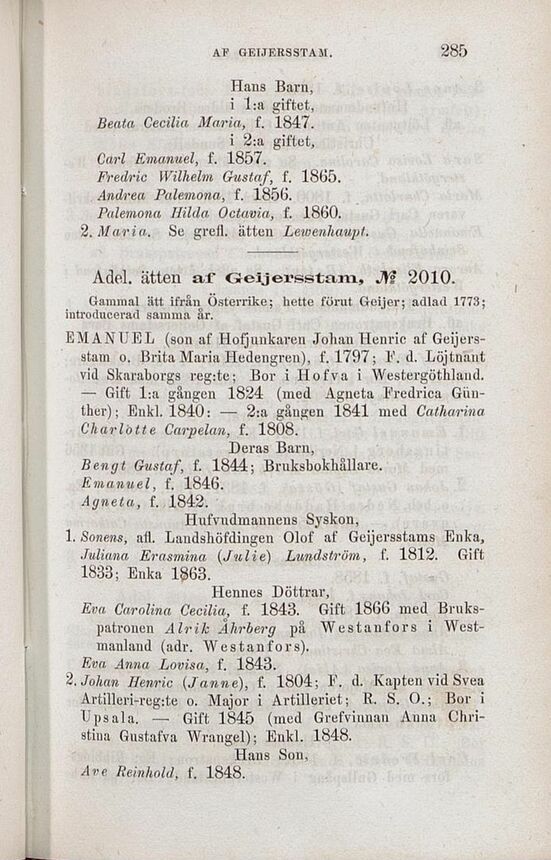 AF GEIJERSSTAM. 285
Hans Barn,
i 1:a giftet,
Beata Cecilia Maria, f. 1847.
i 2:a giftet,
Carl Emanuel, f. 1857.
Fredric Wilhelm Gustaf, f. 1865.
Andrea Palemona, f. 1856.
Palemona Hilda Octavia, f. 1860.
2. Maria. Se grefl. ätten Lewenhaupt.
Adel. ätten af Geijersstam, № 2010.
Gammal ätt ifrån Österrike; hette förut Geijer; adlad 1773;
introducerad samma år.
EMANUEL (son af Hofjunkaren Johan Henric af Geijers-
stam o. Brita Maria Hedengren), f. 1797; F. d. Löjtnant
vid Skaraborgs reg:te; Bor i Hofva i Westergöthland.
— Gift 1:a gången 1824 (med Agneta Fredrica Gün-
ther); Enkl. 1840: — 2:a gången 1841 med Catharina
Charlotte Carpelan, f. 1808.
Deras Barn,
Bengt Gustaf, f. 1844; Bruksbokhållare.
Emanuel, f. 1846.
Agneta, f. 1842.
Hufvudmannens Syskon,
1. Sonens, afl. Landshöfdingen Olof af Geijersstams Enka,
Juliana Erasmina (Julie) Lundström, f. 1812. Gift
1833; Enka 1863.
Hennes Döttrar,
Eva Carolina Cecilia, f. 1843. Gift 1866 med Bruks-
patronen Alrik Åhrberg på Westanfors i West-
manland (adr. Westanfors).
Eva Anna Lovisa, f. 1843.
2. Johan Henric (Janne), f. 1804; F. d. Kapten vid Svea
Artilleri-reg:te o. Major i Artilleriet; R. S. O.; Bor i
Upsala. — Gift 1845 (med Grefvinnan Anna Chri-
stina Gustafva Wrangel); Enkl. 1848.
Hans Son,
Ave Reinhold, f. 1848.